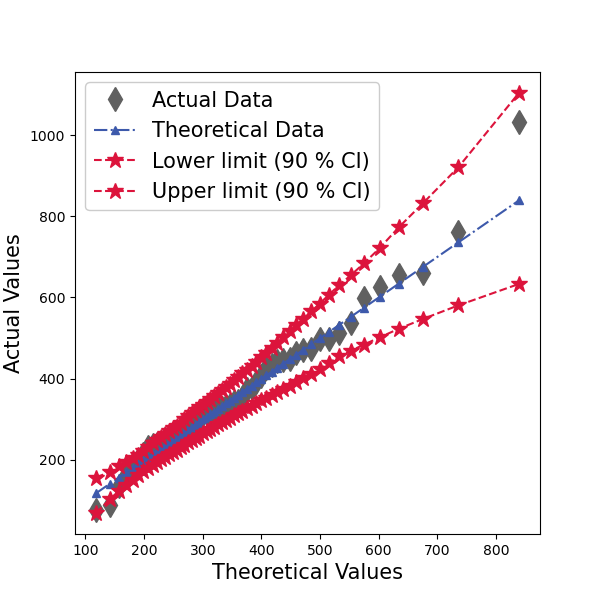 Actual Data
Theoretical Data
Lower limit (90 % CI)
Upper limit (90 % CI)
1000
800
600
400
200
Actual Values
100 200 300 400 500 600 700 800
Theoretical Values